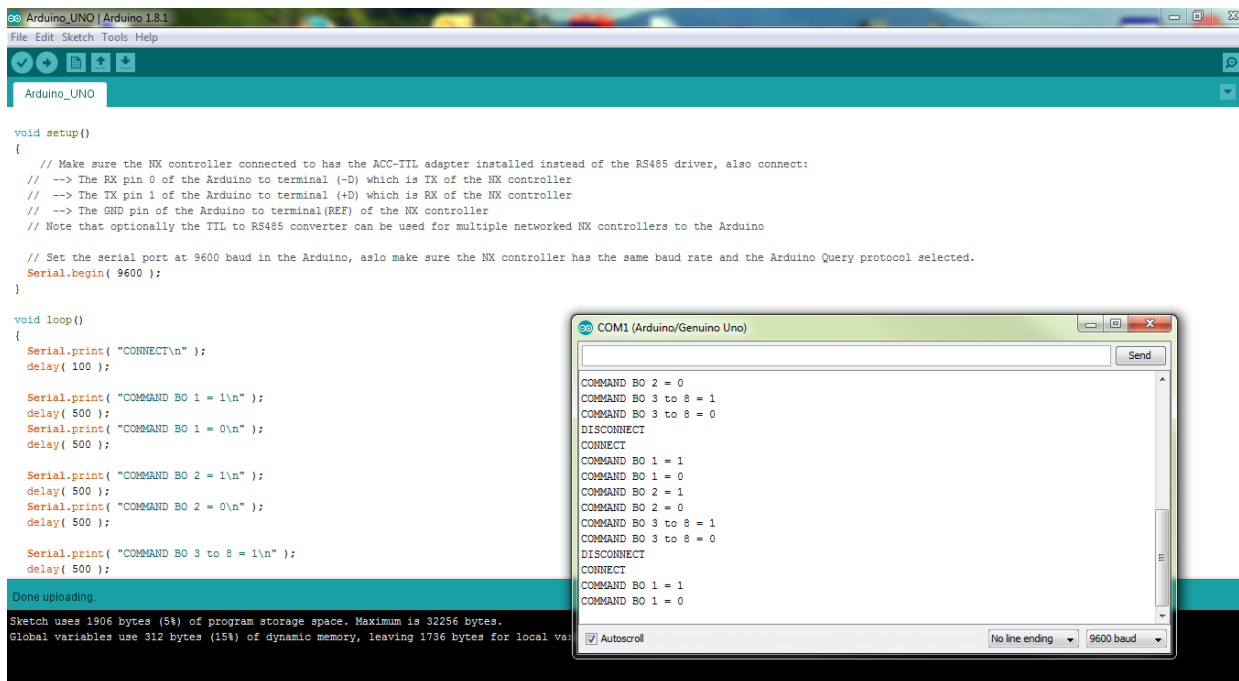 Arduino_UNO | Arduino 1.8.1
File Edit Sketch Tools Help
Arduino_UNO
void setup()
{
// Make sure the NX controller connected to has the ACC-TTL adapter installed instead of the RS485 driver, also connect:
// --> The RX pin 0 of the Arduino to terminal (-D) which is TX of the NX controller
// --> The TX pin 1 of the Arduino to terminal (+D) which is RX of the NX controller
// --> The GND pin of the Arduino to terminal(REF) of the NX controller
// Note that optionally the TTL to RS485 converter can be used for multiple networked NX controllers to the Arduino
// Set the serial port at 9600 baud in the Arduino, aslo make sure the NX controller has the same baud rate and the Arduino Query protocol selected.
Serial.begin( 9600 );
}
void loop()
{
Serial.print( "CONNECT\n" );
delay( 100 );
Serial.print( "COMMAND BO 1 = 1\n" );
delay( 500 );
Serial.print( "COMMAND BO 1 = 0\n" );
delay( 500 );
Serial.print( "COMMAND BO 2 = 1\n" );
delay( 500 );
Serial.print( "COMMAND BO 2 = 0\n" );
delay( 500 );
Serial.print( "COMMAND BO 3 to 8 = 1\n" );
delay( 500 );
Done uploading.
Sketch uses 1906 bytes (5%) of program storage space. Maximum is 32256 bytes.
Global variables use 312 bytes (15%) of dynamic memory, leaving 1736 bytes for local
COM1 (Arduino/Genuino Uno)
Send
COMMAND BO 2 = 0
COMMAND BO 3 to 8 = 1
COMMAND BO 3 to 8 = 0
DISCONNECT
CONNECT
COMMAND BO 1 = 1
COMMAND BO 1 = 0
COMMAND BO 2 = 1
COMMAND BO 2 = 0
COMMAND BO 3 to 8 = 1
COMMAND BO 3 to 8 = 0
DISCONNECT
CONNECT
COMMAND BO 1 = 1
COMMAND BO 1 = 0
Autoscroll
No line ending
9600 baud